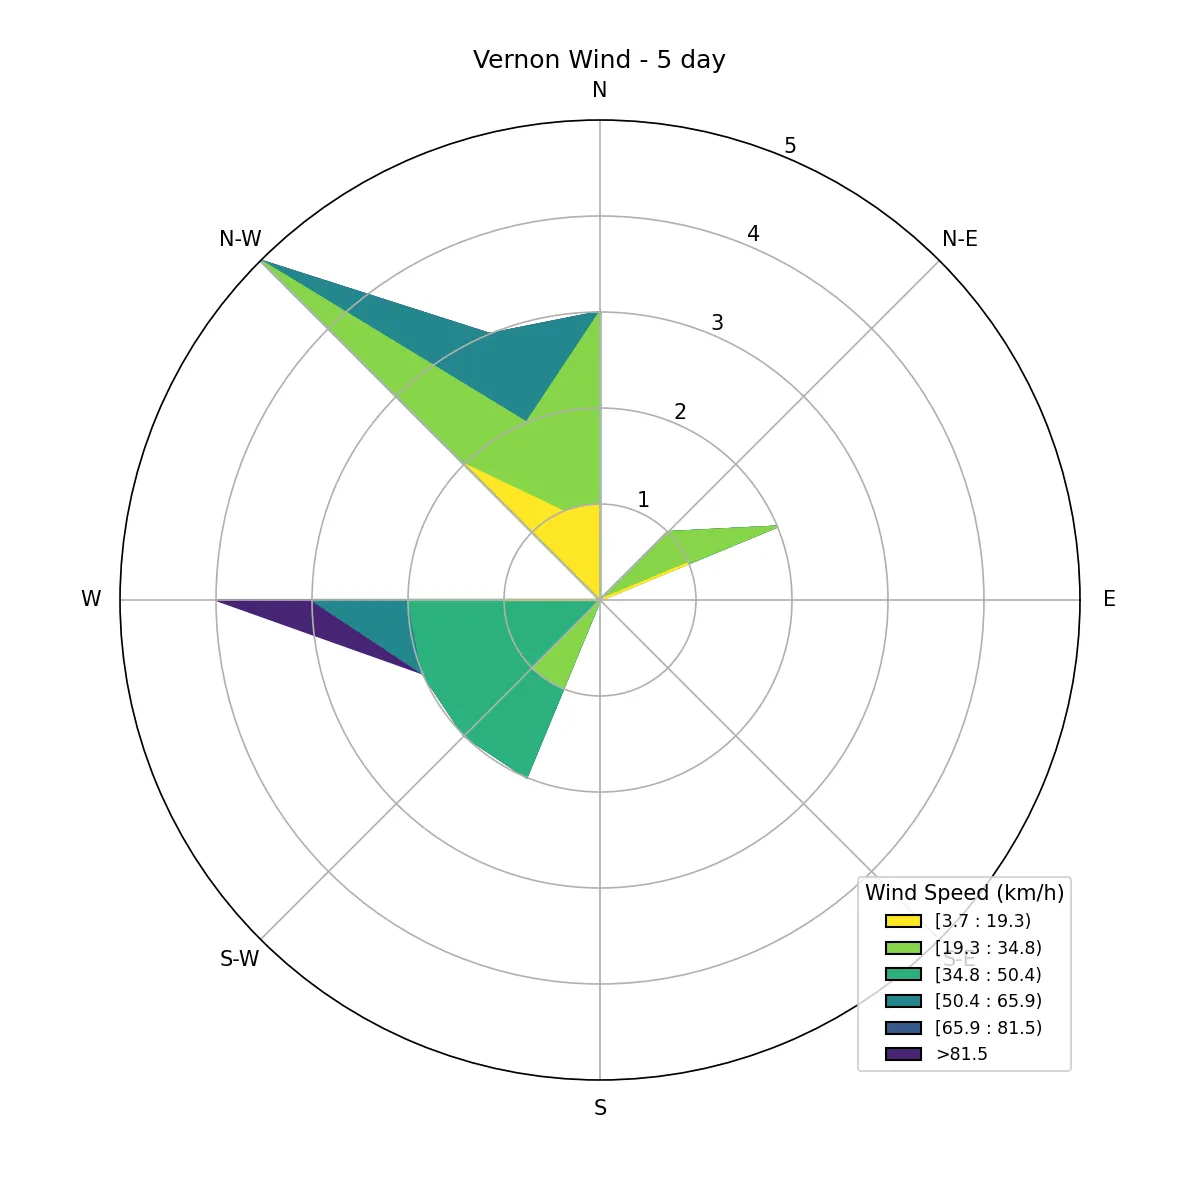 Vernon Wind - 5 day
N
5
N-W
N-E
4
3
2
1
W
E
S-W
S-E
S
Wind Speed (km/h)
[3.7 : 19.3)
[19.3 : 34.8)
[34.8 : 50.4)
[50.4 : 65.9)
[65.9 : 81.5)
>81.5